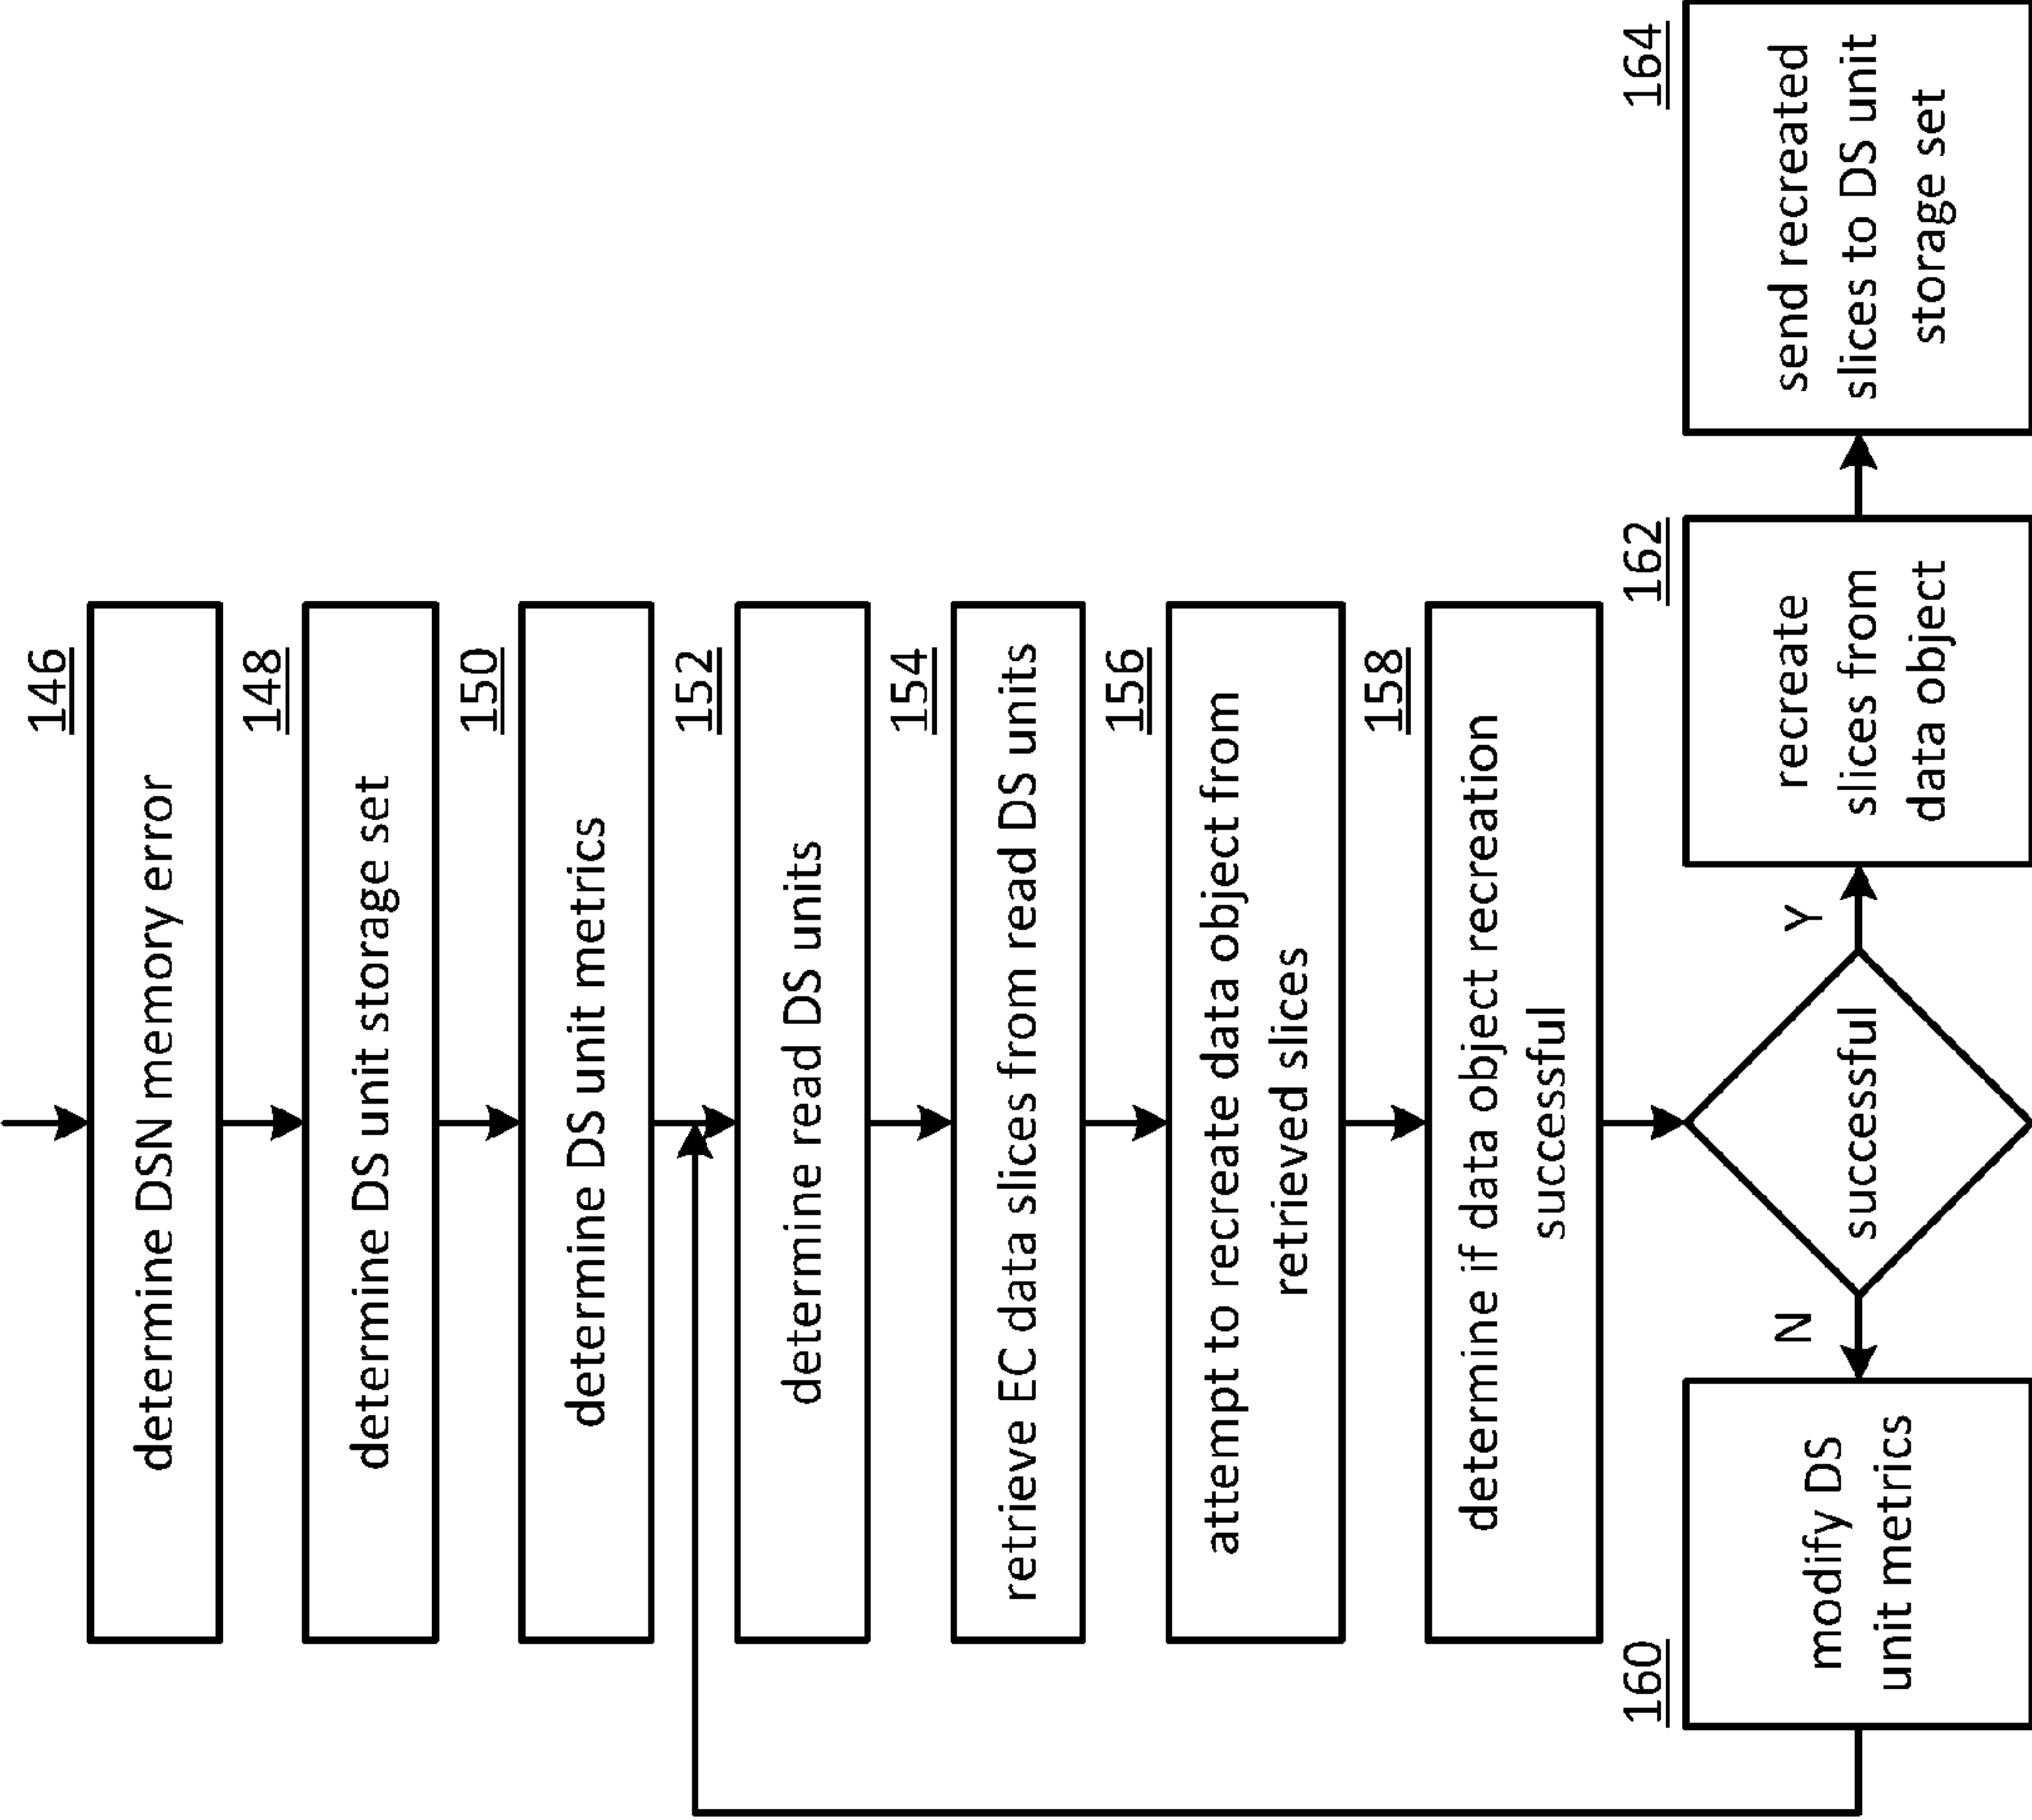 146
determine DSN memory error
148
determine DS unit storage set
150
determine DS unit metrics
152
determine read DS units
154
retrieve EC data slices from read DS units
156
attempt to recreate data object from
retrieved slices
158
determine if data object recreation
successful
successful
N
Y
160
modify DS
unit metrics
162
recreate
slices from
data object
164
send recreated
slices to DS unit
storage set